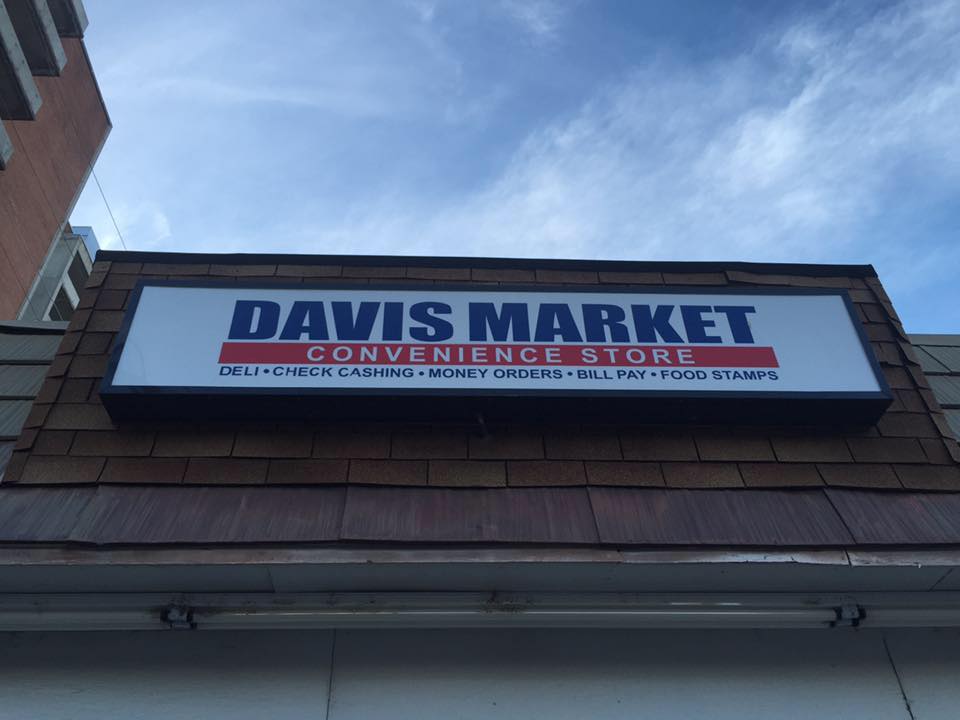 DAVIS MARKET
CONVENIENCE STORE
DELI • CHECK CASHING • MONEY ORDERS • BILL PAY • FOOD STAMPS